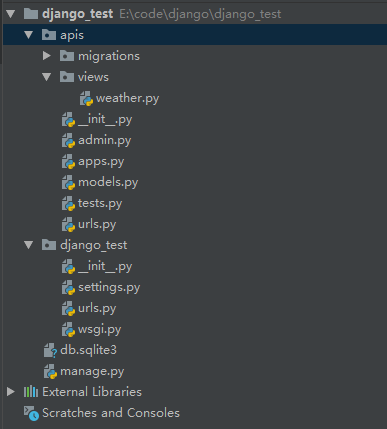 django_test E:\code\django\django_test
apis
migrations
views
weather.py
__init__.py
admin.py
apps.py
models.py
tests.py
urls.py
django_test
__init__.py
settings.py
urls.py
wsgi.py
db.sqlite3
manage.py
External Libraries
Scratches and Consoles